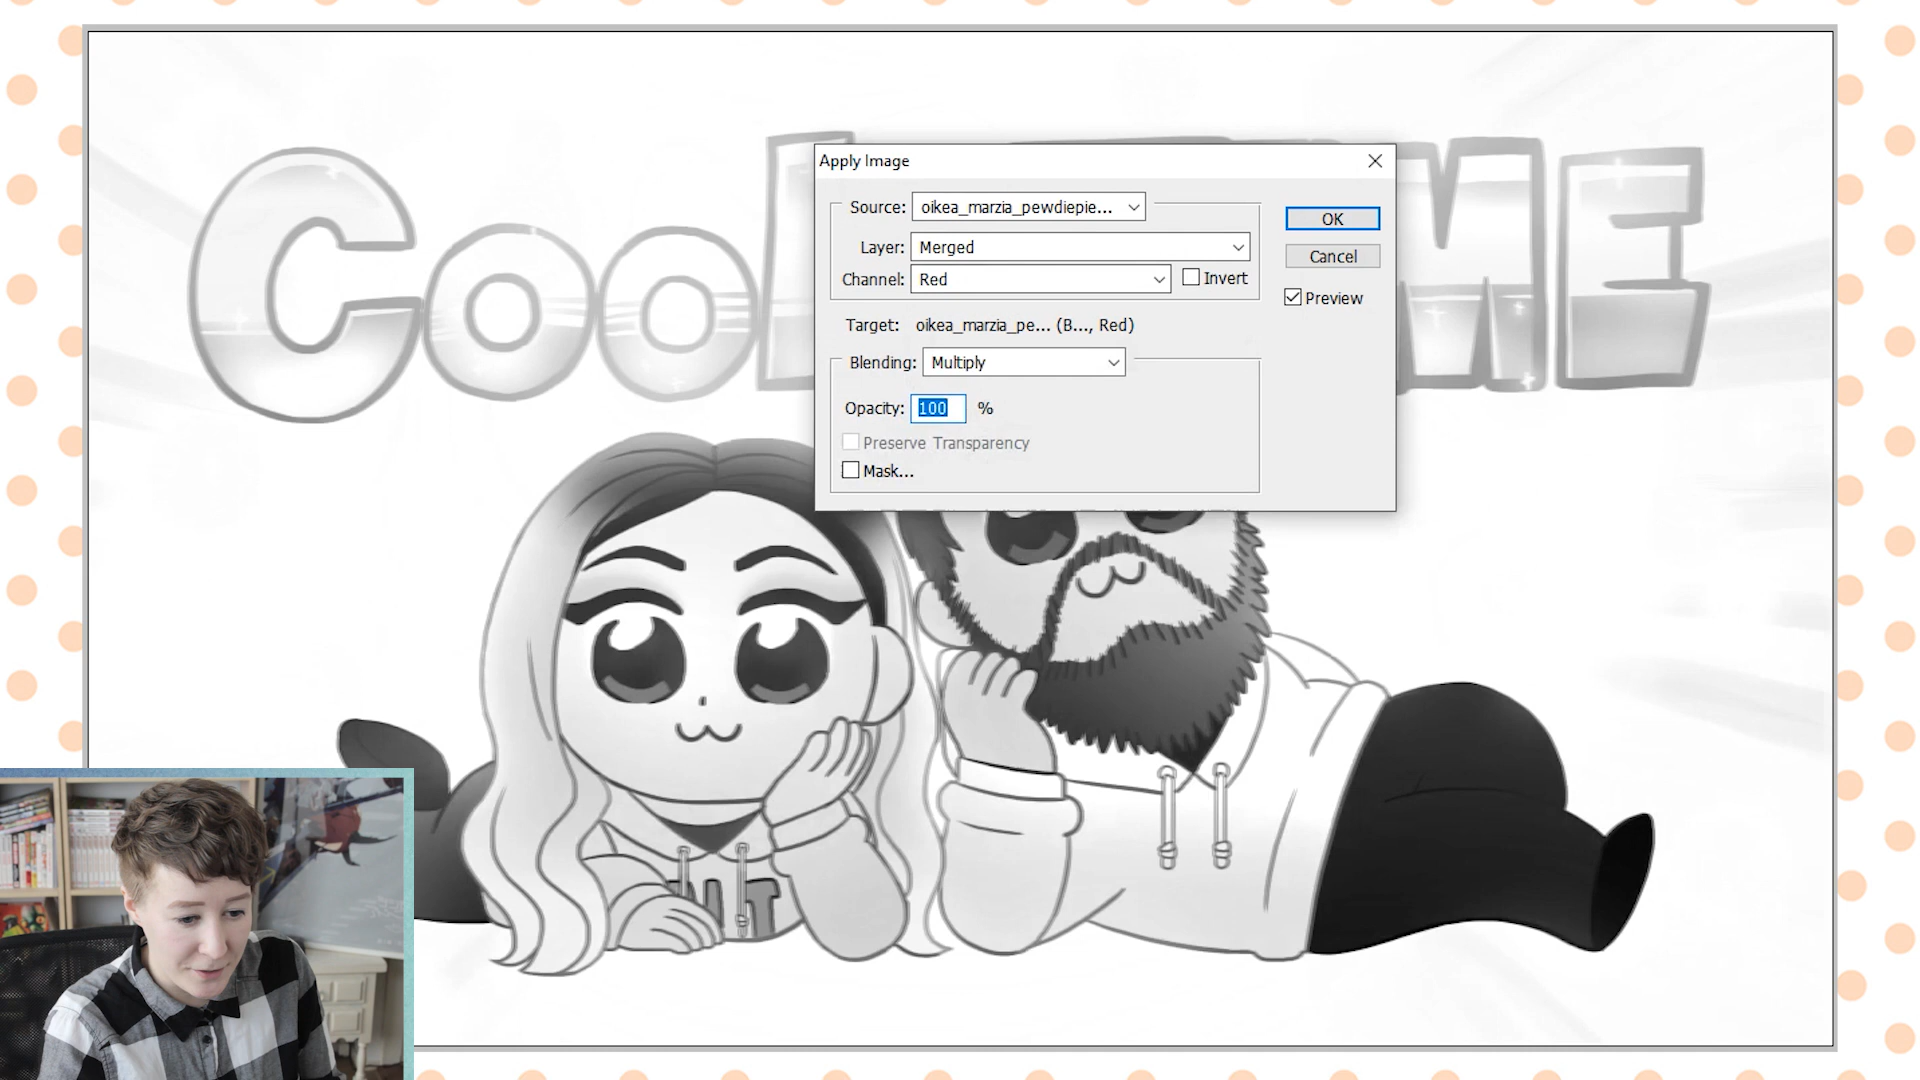 Cool ME
Apply Image
Source: oikea_marzia_pewdiepie...
OK
Layer: Merged
Cancel
Channel: Red
Invert
Preview
Target: oikea_marzia_pe... (B..., Red)
Blending: Multiply
Opacity: 100 %
Preserve Transparency
Mask...